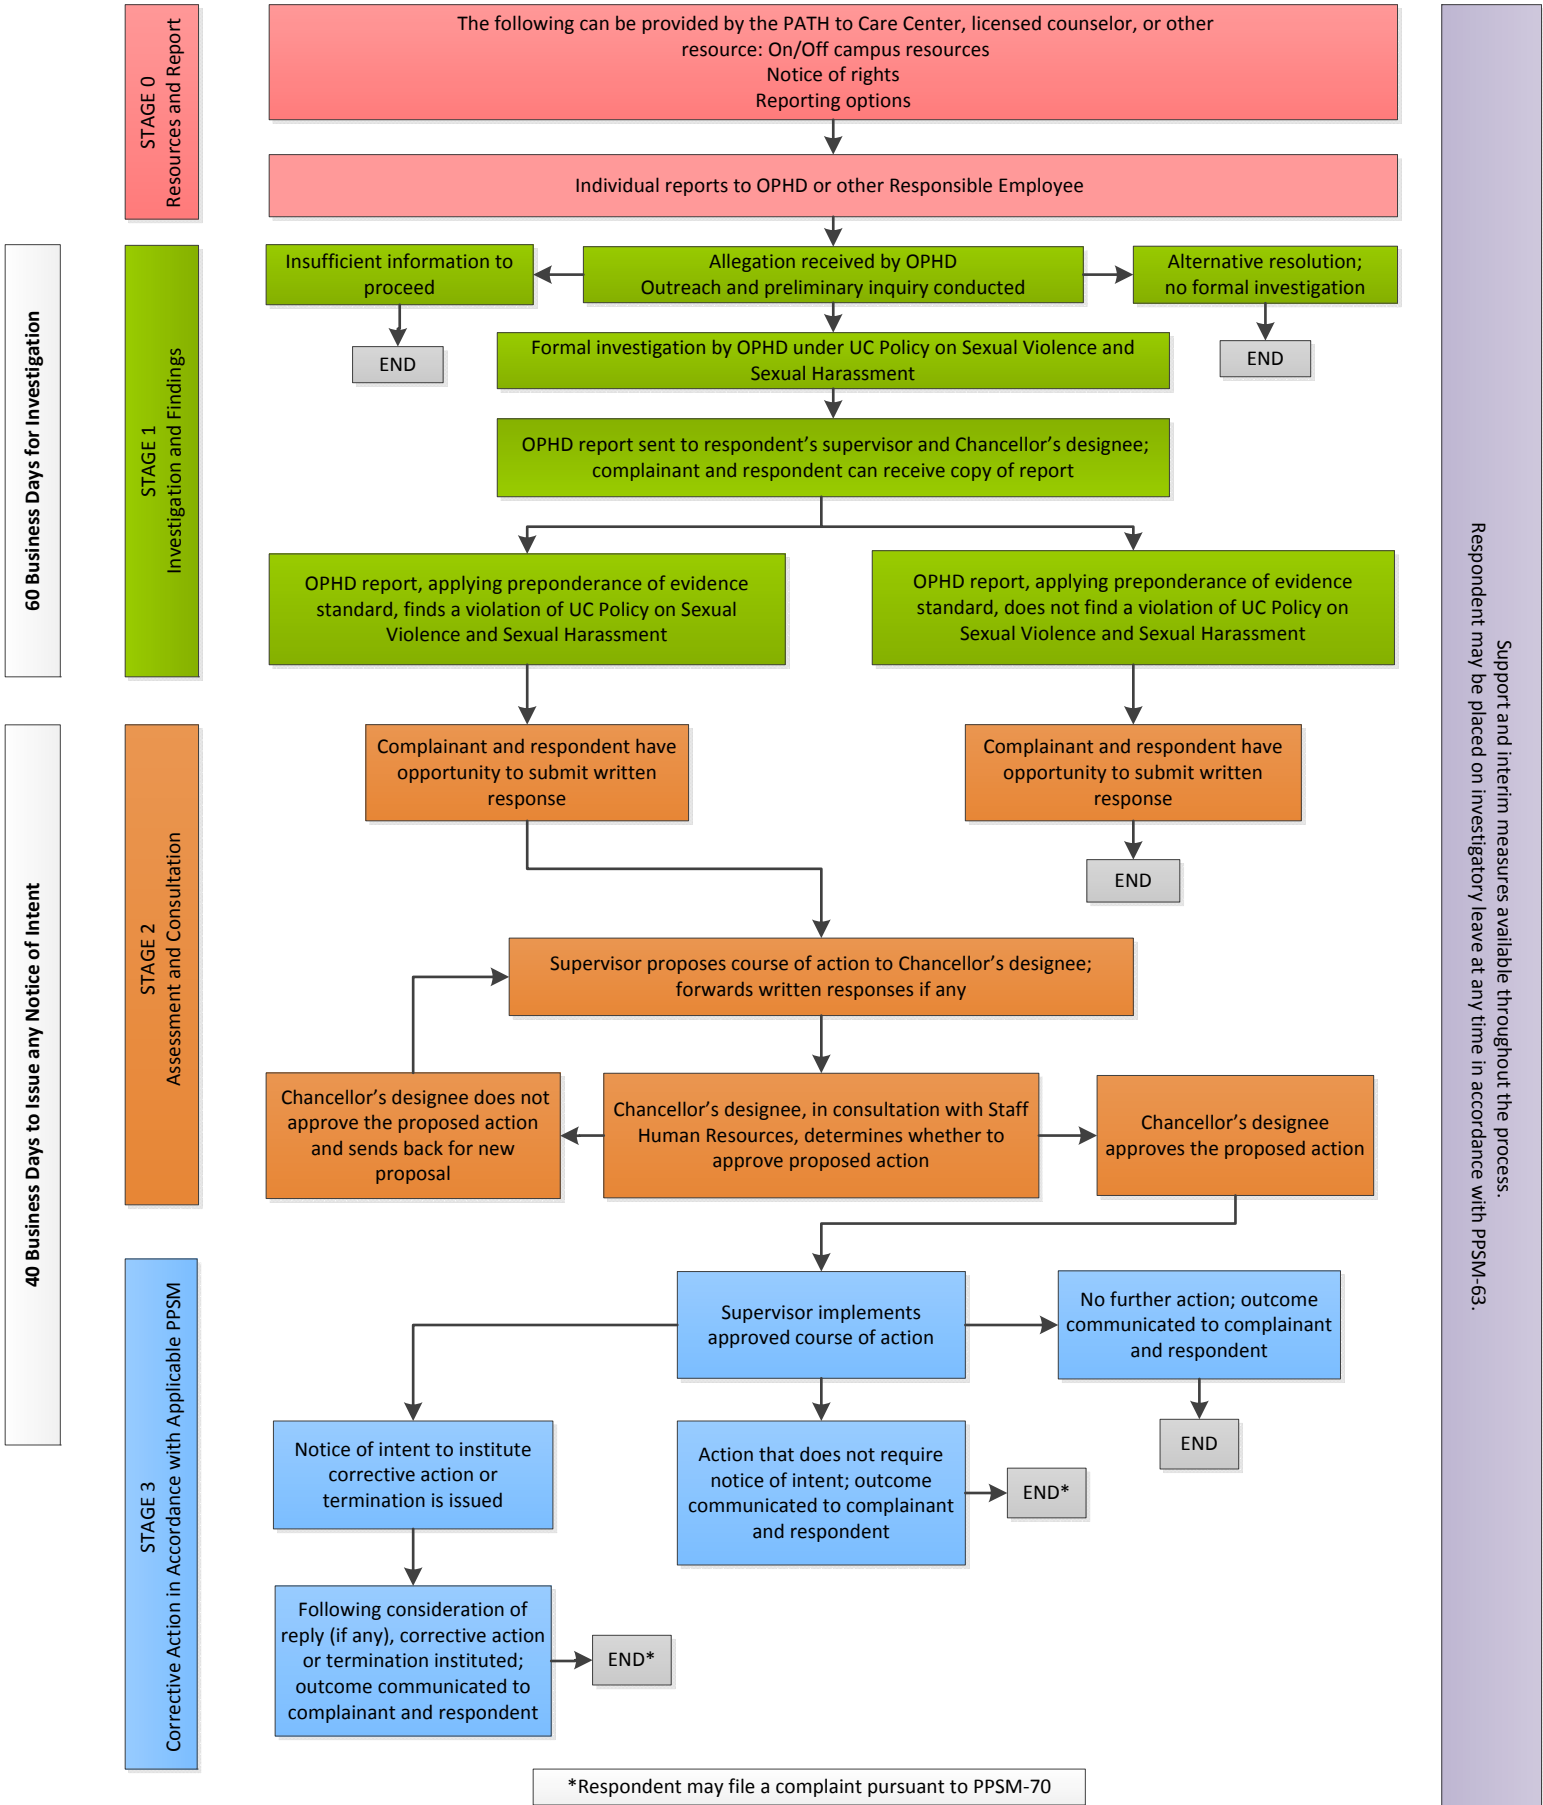 STAGE 0
Resources and Report
The following can be provided by the PATH to Care Center, licensed counselor, or other
resource: On/Off campus resources
Notice of rights
Reporting options
Individual reports to OPHD or other Responsible Employee
60 Business Days for Investigation
STAGE 1
Investigation and Findings
Insufficient information to
proceed
END
Allegation received by OPHD
Outreach and preliminary inquiry conducted
Alternative resolution;
no formal investigation
END
Formal investigation by OPHD under UC Policy on Sexual Violence and
Sexual Harassment
OPHD report sent to respondent’s supervisor and Chancellor’s designee;
complainant and respondent can receive copy of report
OPHD report, applying preponderance of evidence
standard, finds a violation of UC Policy on Sexual
Violence and Sexual Harassment
OPHD report, applying preponderance of evidence
standard, does not find a violation of UC Policy on
Sexual Violence and Sexual Harassment
40 Business Days to Issue any Notice of Intent
STAGE 2
Assessment and Consultation
Complainant and respondent have
opportunity to submit written
response
Complainant and respondent have
opportunity to submit written
response
END
Supervisor proposes course of action to Chancellor’s designee;
forwards written responses if any
Chancellor’s designee does not
approve the proposed action
and sends back for new
proposal
Chancellor’s designee, in consultation with Staff
Human Resources, determines whether to
approve proposed action
Chancellor’s designee
approves the proposed action
STAGE 3
Corrective Action in Accordance with Applicable PPSM
Supervisor implements
approved course of action
No further action; outcome
communicated to complainant
and respondent
END
Notice of intent to institute
corrective action or
termination is issued
Action that does not require
notice of intent; outcome
communicated to complainant
and respondent
END*
Following consideration of
reply (if any), corrective action
or termination instituted;
outcome communicated to
complainant and respondent
END*
*Respondent may file a complaint pursuant to PPSM-70
Support and interim measures available throughout the process.
Respondent may be placed on investigatory leave at any time in accordance with PPSM-63.